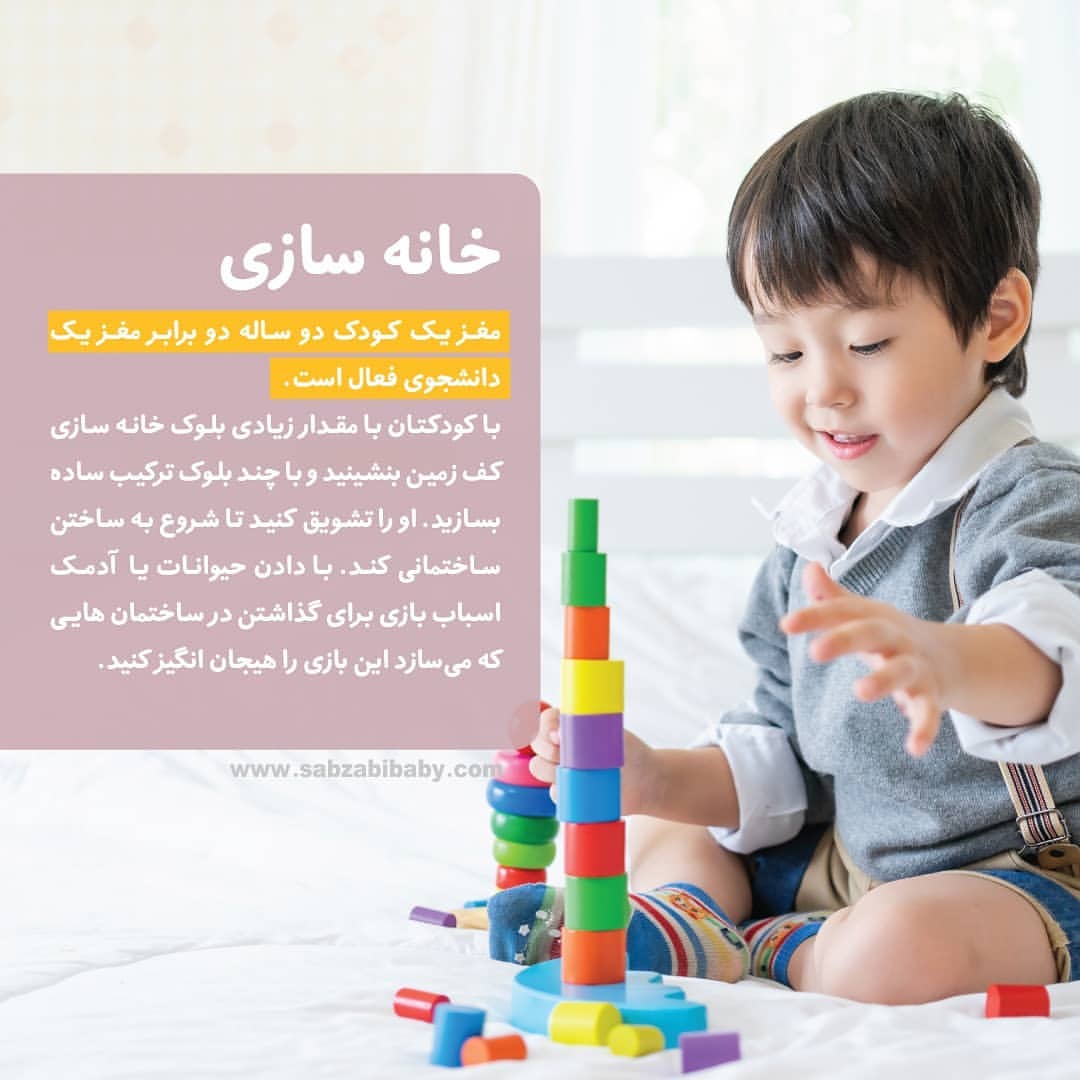 خانه سازی
مغز یک کودک دو ساله دو برابر مغز یک
دانشجوی فعال است.
با کودکتان با مقدار زیادی بلوک خانه سازی
کف زمین بنشینید و با چند بلوک ترکیب ساده
بسازید. او را تشویق کنید تا شروع به ساختن
ساختمانی کند. با دادن حیوانات یا آدمک
اسباب بازی برای گذاشتن در ساختمان هایی
که می‌سازد این بازی را هیجان انگیز کنید.
www.sabzabibaby.com